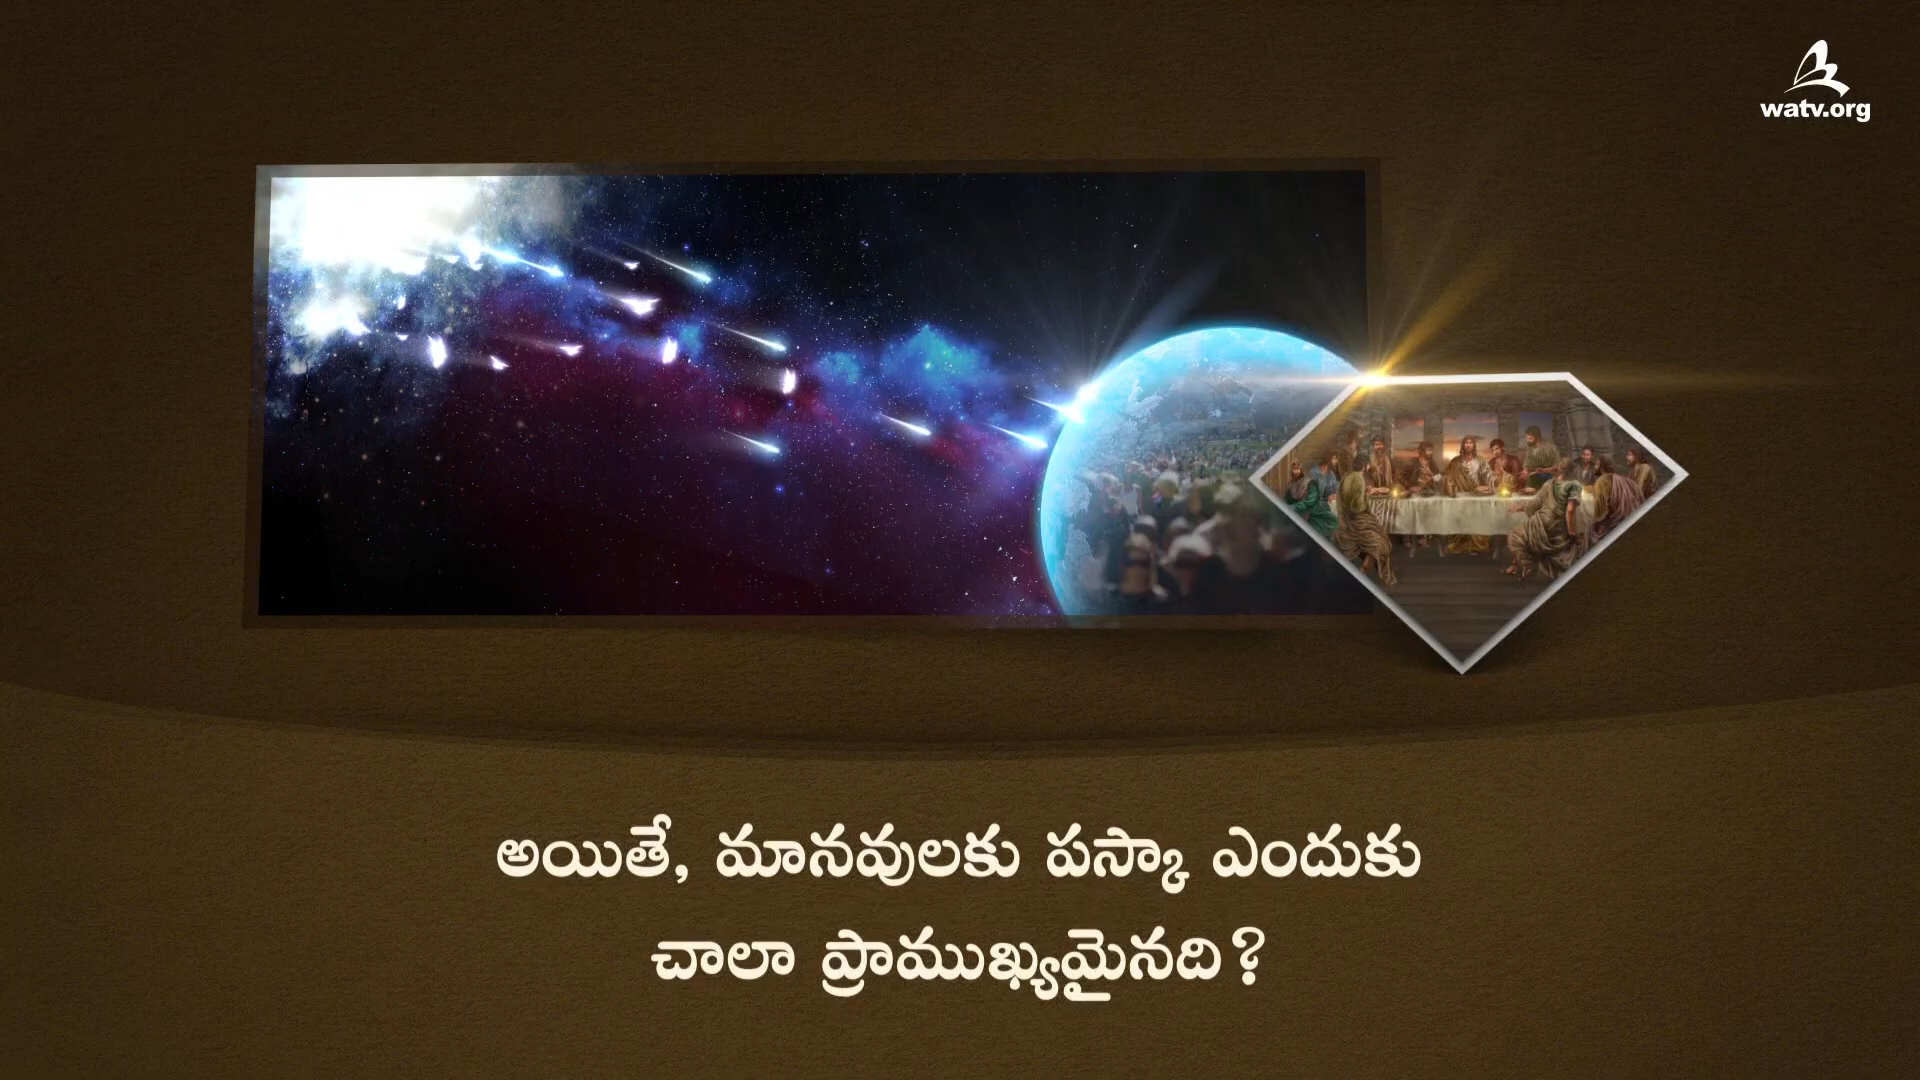 watv.org
అయితే, మానవులకు పస్కా ఎందుకు
చాలా ప్రాముఖ్యమైనది?